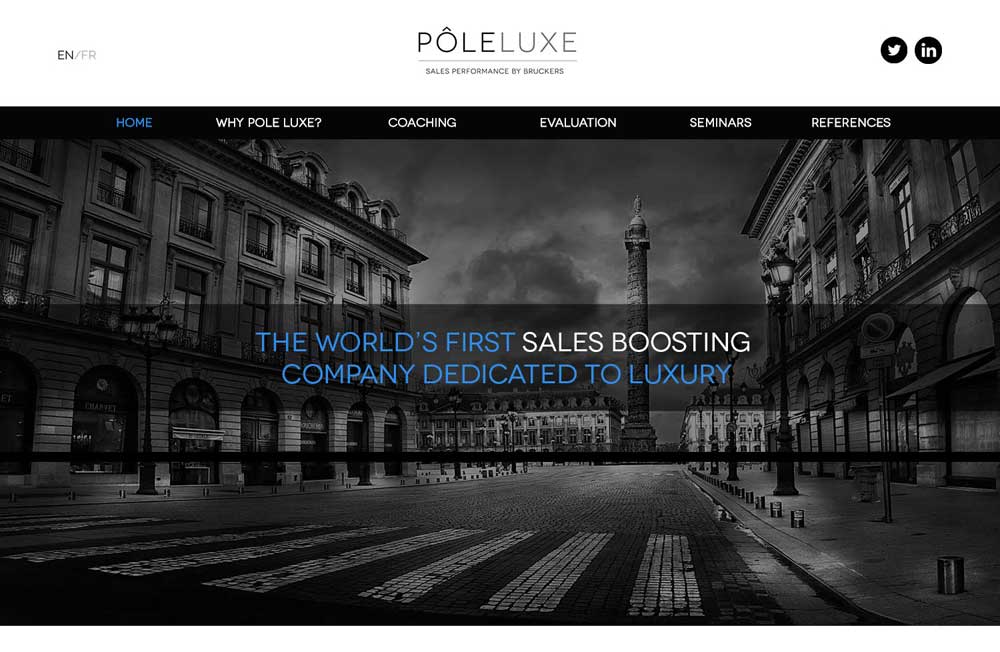 EN/FR
PÔLELUXE
SALES PERFORMANCE BY BRUCKERS
in
HOME
WHY POLE LUXE?
COACHING
EVALUATION
SEMINARS
REFERENCES
THE WORLD'S FIRST SALES BOOSTING
COMPANY DEDICATED TO LUXURY
CHARVET